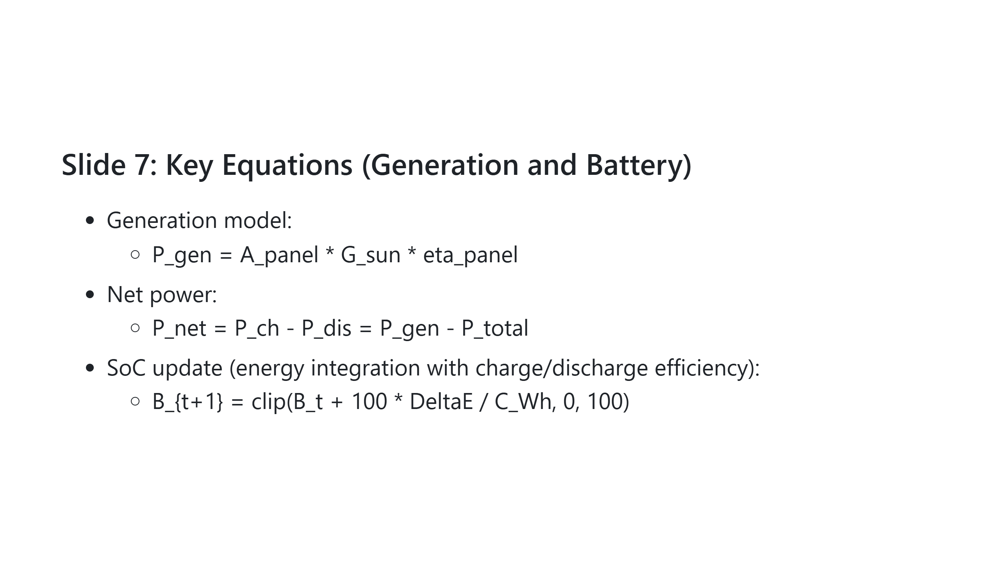 Slide 7: Key Equations (Generation and Battery)
• Generation model:
○ P_gen = A_panel * G_sun * eta_panel
• Net power:
○ P_net = P_ch - P_dis = P_gen - P_total
• SoC update (energy integration with charge/discharge efficiency):
○ B_{t+1} = clip(B_t + 100 * DeltaE / C_Wh, 0, 100)